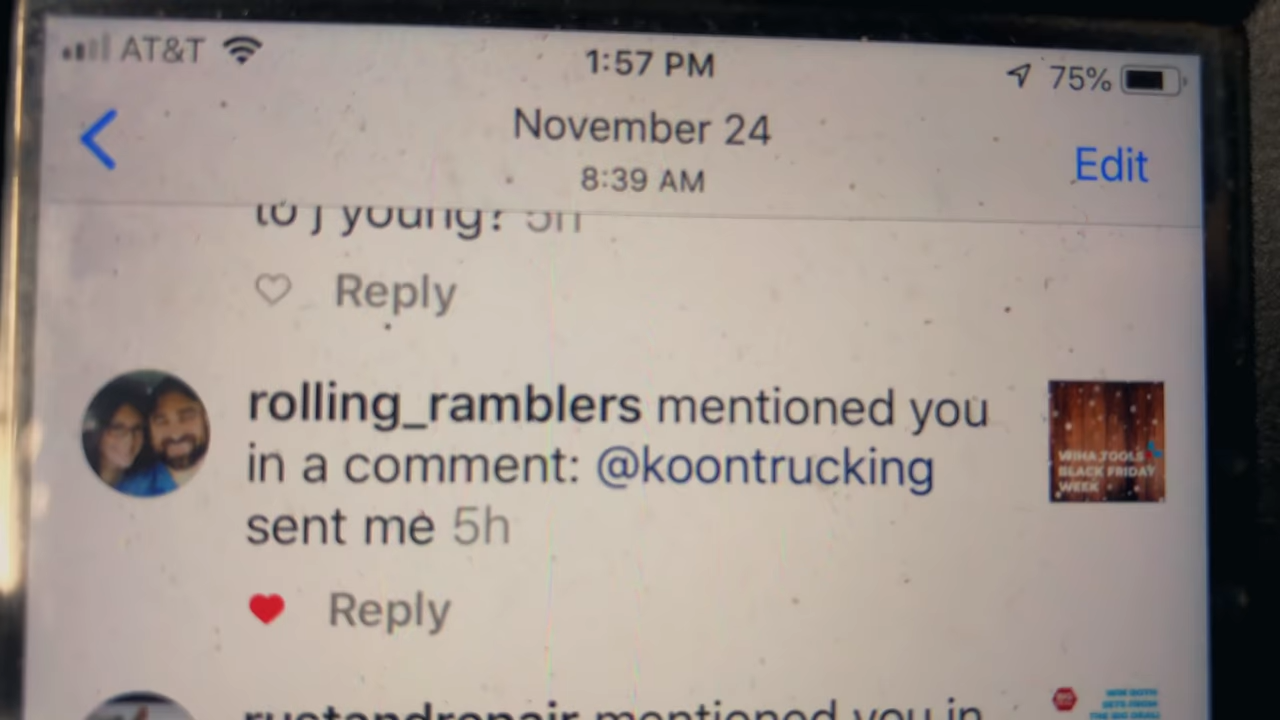 AT&T
1:57 PM
75%
November 24
8:39 AM
Edit
to j young? 5h
Reply
rolling_ramblers mentioned you
in a comment: @koontrucking
sent me 5h
WIHA TOOLS
BLACK FRIDAY
WEEK
Reply
rustandrepair mentioned you in